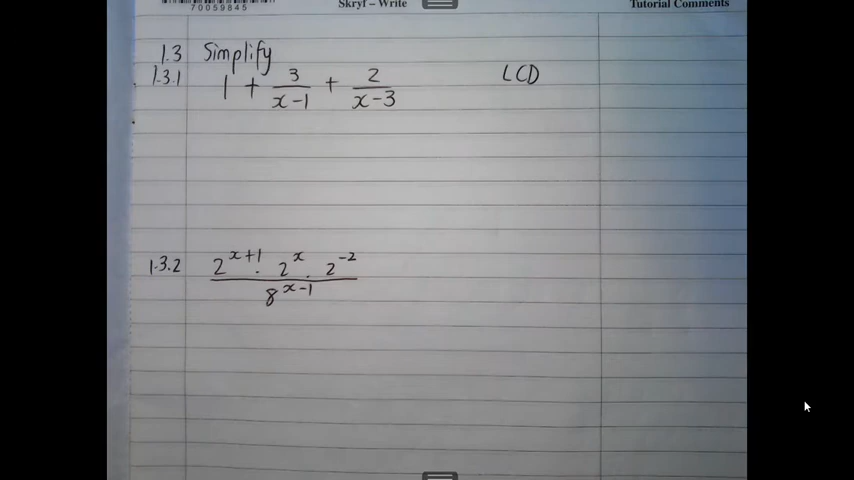 70059845 Skryf – Write Tutorial Comments
1.3 Simplify
1.3.1 1 + 3/(x-1) + 2/(x-3) LCD
1.3.2 (2^(x+1) . 2^x . 2^(-2))/(8^(x-1))